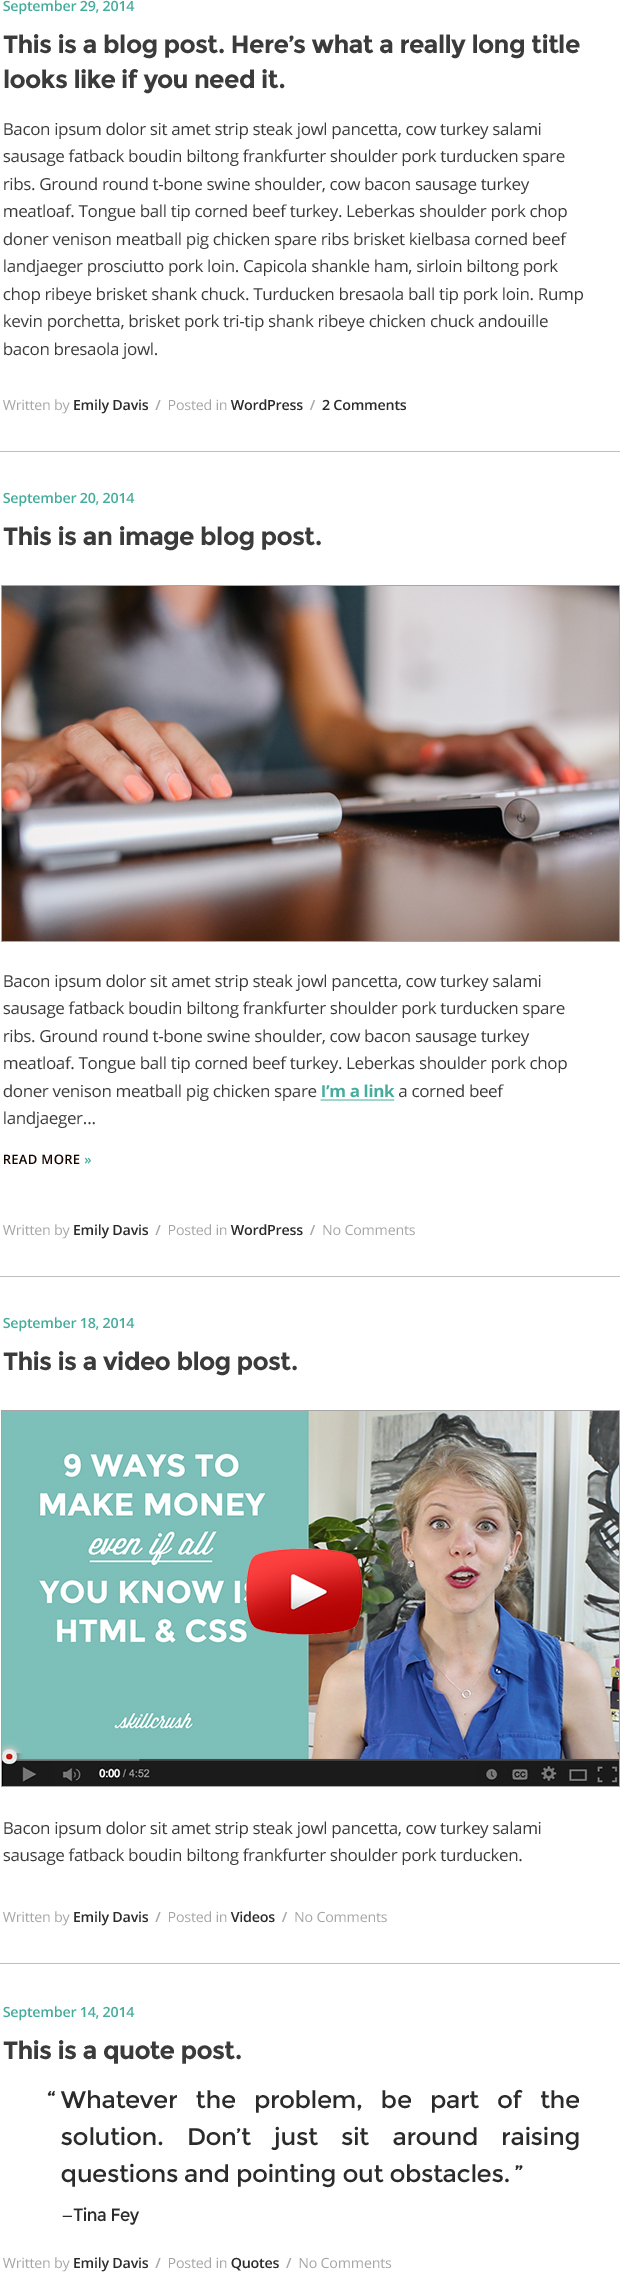 September 29, 2014
This is a blog post. Here’s what a really long title
looks like if you need it.
Bacon ipsum dolor sit amet strip steak jowl pancetta, cow turkey salami
sausage fatback boudin biltong frankfurter shoulder pork turducken spare
ribs. Ground round t-bone swine shoulder, cow bacon sausage turkey
meatloaf. Tongue ball tip corned beef turkey. Leberkas shoulder pork chop
doner venison meatball pig chicken spare ribs brisket kielbasa corned beef
landjaeger prosciutto pork loin. Capicola shankle ham, sirloin biltong pork
chop ribeye brisket shank chuck. Turducken bresaola ball tip pork loin. Rump
kevin porchetta, brisket pork tri-tip shank ribeye chicken chuck andouille
bacon bresaola jowl.
Written by Emily Davis / Posted in WordPress / 2 Comments
September 20, 2014
This is an image blog post.
Bacon ipsum dolor sit amet strip steak jowl pancetta, cow turkey salami
sausage fatback boudin biltong frankfurter shoulder pork turducken spare
ribs. Ground round t-bone swine shoulder, cow bacon sausage turkey
meatloaf. Tongue ball tip corned beef turkey. Leberkas shoulder pork chop
doner venison meatball pig chicken spare I’m a link a corned beef
landjaeger...
READ MORE »
Written by Emily Davis / Posted in WordPress / No Comments
September 18, 2014
This is a video blog post.
9 WAYS TO
MAKE MONEY
even if all
YOU KNOW IS
HTML & CSS
skillcrush
0:00 / 4:52
CC
Bacon ipsum dolor sit amet strip steak jowl pancetta, cow turkey salami
sausage fatback boudin biltong frankfurter shoulder pork turducken.
Written by Emily Davis / Posted in Videos / No Comments
September 14, 2014
This is a quote post.
“ Whatever the problem, be part of the
solution. Don’t just sit around raising
questions and pointing out obstacles. ”
–Tina Fey
Written by Emily Davis / Posted in Quotes / No Comments